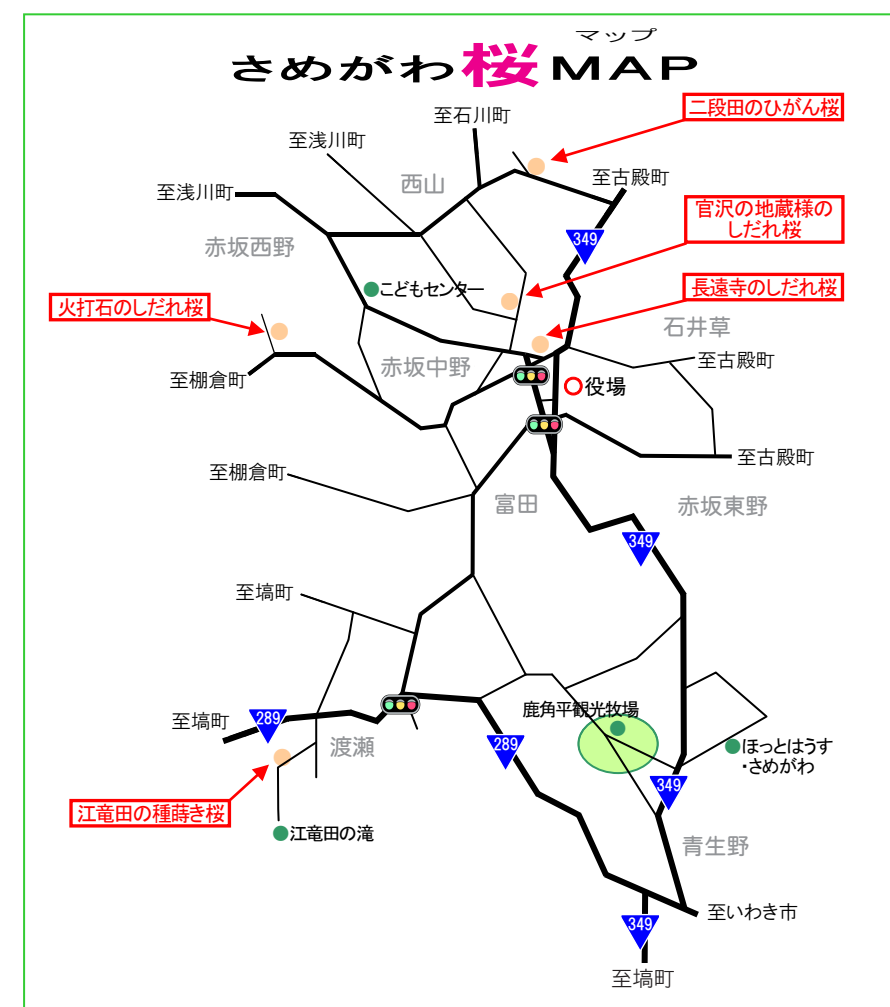 マップ
さめがわ桜MAP
二段田のひがん桜
至石川町
至浅川町
西山
至古殿町
至浅川町
官沢の地蔵様の
しだれ桜
赤坂西野
349
こどもセンター
長遠寺のしだれ桜
火打石のしだれ桜
石井草
至古殿町
赤坂中野
至棚倉町
役場
至古殿町
至棚倉町
富田
赤坂東野
349
至塙町
鹿角平観光牧場
至塙町
289
渡瀬
289
ほっとはうす
・さめがわ
349
江竜田の種蒔き桜
江竜田の滝
青生野
至いわき市
349
至塙町